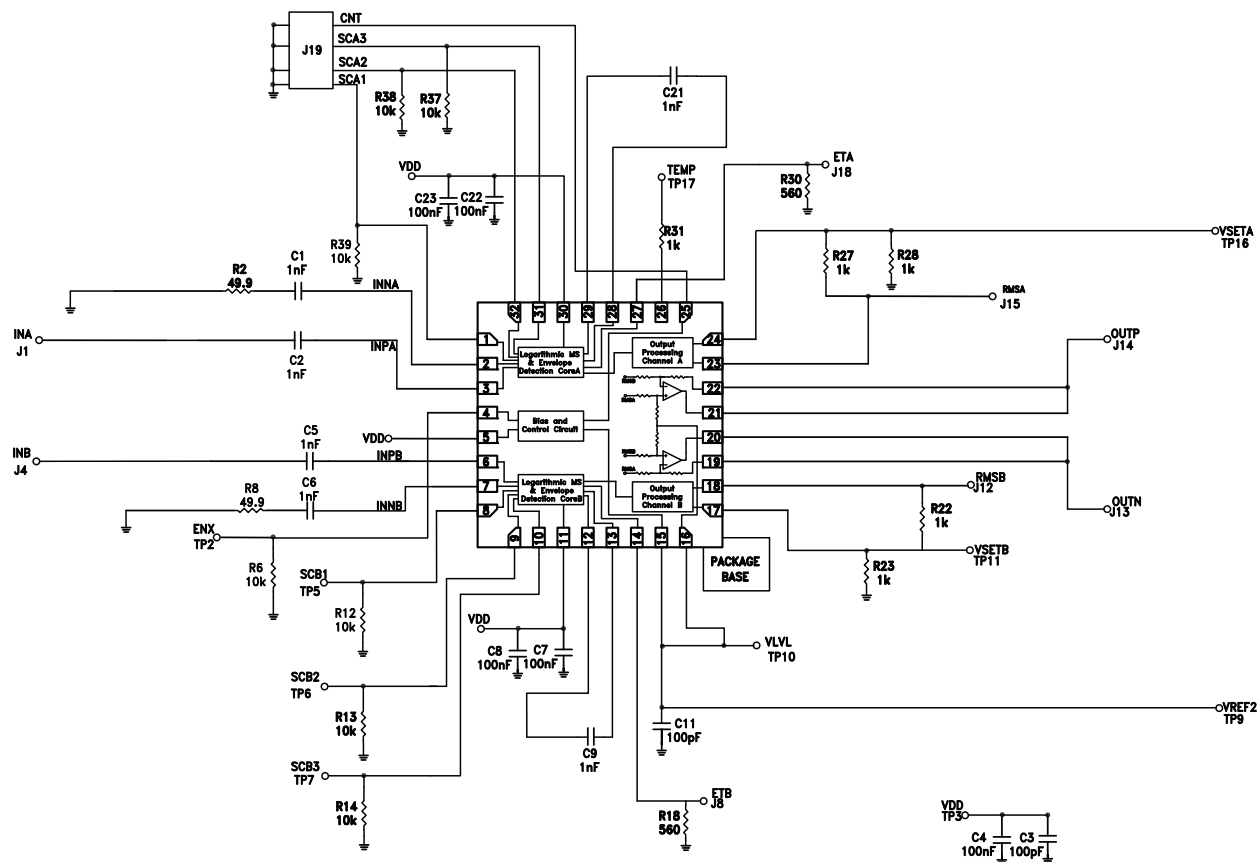 CNT
SCA3
J19
SCA2
SCA1
R38
10k
R37
10k
C21
1nF
VDD
C23
100nF
C22
100nF
TEMP
TP17
ETA
J18
R30
560
R31
1k
R39
10k
VSETA
TP16
R27
1k
R28
1k
RMSA
J15
R2
49.9
C1
1nF
INNA
INA
J1
C2
1nF
INPA
OUTP
J14
32
31
30
29
28
27
26
25
1
2
3
4
5
6
7
8
24
23
22
21
20
19
18
17
9
10
11
12
13
14
15
16
Logarithmic MS
& Envelope
Detection CoreA
Output
Processing
Channel A
RMSB
RMSA
Bias and
Control Circuit
RMSB
RMSA
Logarithmic MS
& Envelope
Detection CoreB
Output
Processing
Channel B
PACKAGE
BASE
VDD
INB
J4
C5
1nF
INPB
R8
49.9
C6
1nF
INNB
ENX
TP2
R6
10k
SCB1
TP5
R12
10k
RMSB
J12
R22
1k
OUTN
J13
VSETB
TP11
R23
1k
VDD
C8
100nF
C7
100nF
VLVL
TP10
SCB2
TP6
R13
10k
C9
1nF
C11
100pF
VREF2
TP9
SCB3
TP7
R14
10k
ETB
J8
R18
560
VDD
TP3
C4
100nF
C3
100pF